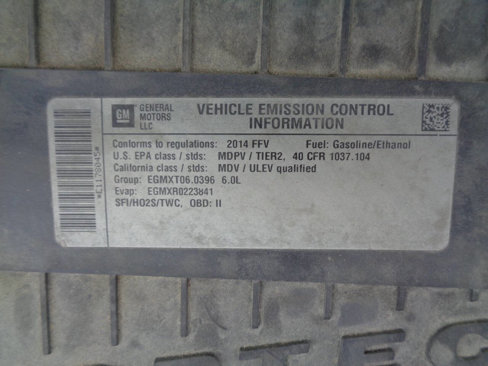 GM
GENERAL
MOTORS
LLC
VEHICLE EMISSION CONTROL
INFORMATION
Conforms to regulations: 2014 FFV Fuel: Gasoline/Ethanol
U.S. EPA class / stds: MDPV / TIER2, 40 CFR 1037.104
California class / stds: MDV / ULEV qualified
Group: EGMXT06.0396 6.0L
Evap: EGMXR0223841
SFI/HO2S/TWC, OBD: II